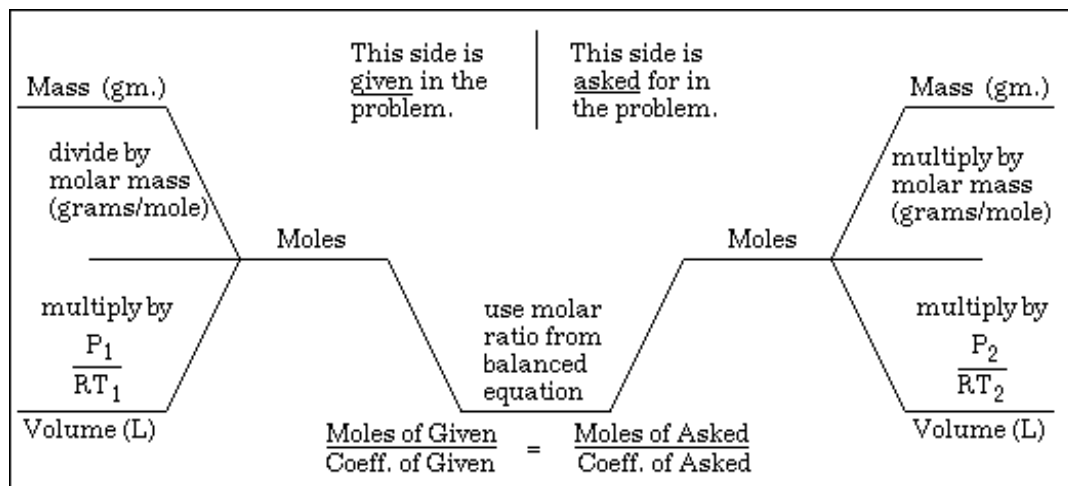 This side is
given in the
problem.
This side is
asked for in
the problem.
Mass (gm.)
Mass (gm.)
divide by
molar mass
(grams/mole)
multiply by
molar mass
(grams/mole)
Moles
Moles
multiply by
P1
RT1
Volume (L)
use molar
ratio from
balanced
equation
multiply by
P2
RT2
Volume (L)
Moles of Given
Coeff. of Given
=
Moles of Asked
Coeff. of Asked